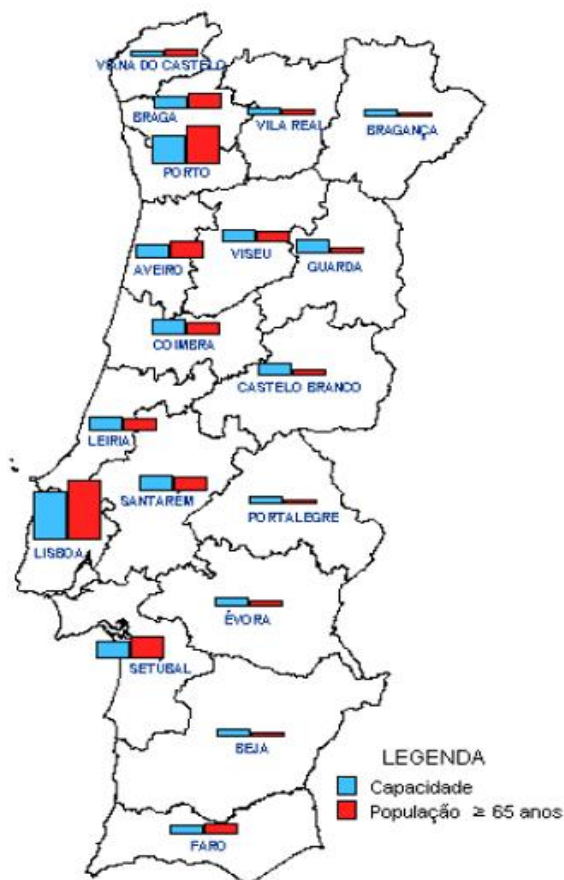 VIANA DO CASTELO
BRAGA
VILA REAL
BRAGANÇA
PORTO
AVEIRO
VISEU
GUARDA
COIMBRA
CASTELO BRANCO
LEIRIA
SANTARÉM
PORTALEGRE
LISBOA
ÉVORA
SETÚBAL
BEJA
LEGENDA
Capacidade
População ≥ 65 anos
FARO